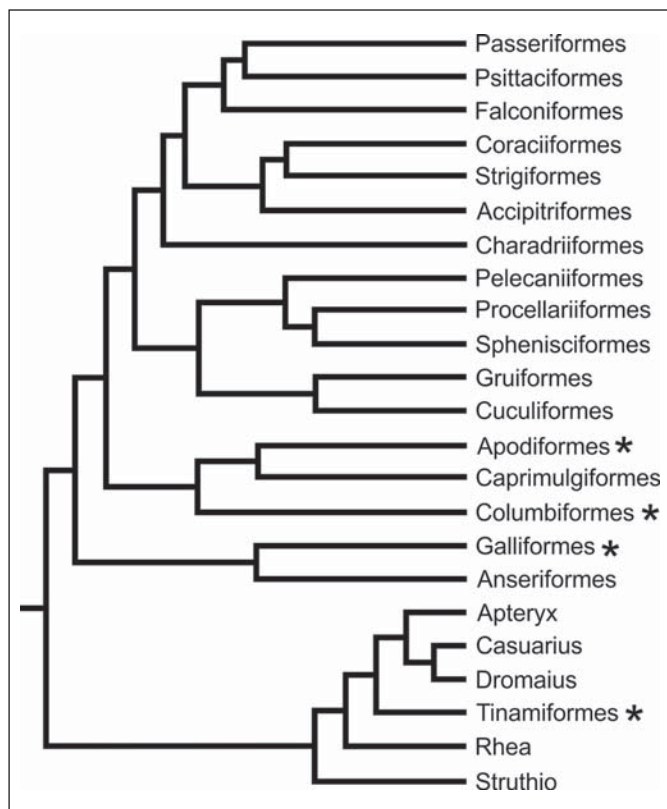 Passeriformes
Psittaciformes
Falconiformes
Coraciiformes
Strigiformes
Accipitriformes
Charadriiformes
Pelecaniiformes
Procellariiformes
Sphenisciformes
Gruiformes
Cuculiformes
Apodiformes *
Caprimulgiformes
Columbiformes *
Galliformes *
Anseriformes
Apteryx
Casuarius
Dromaius
Tinamiformes *
Rhea
Struthio